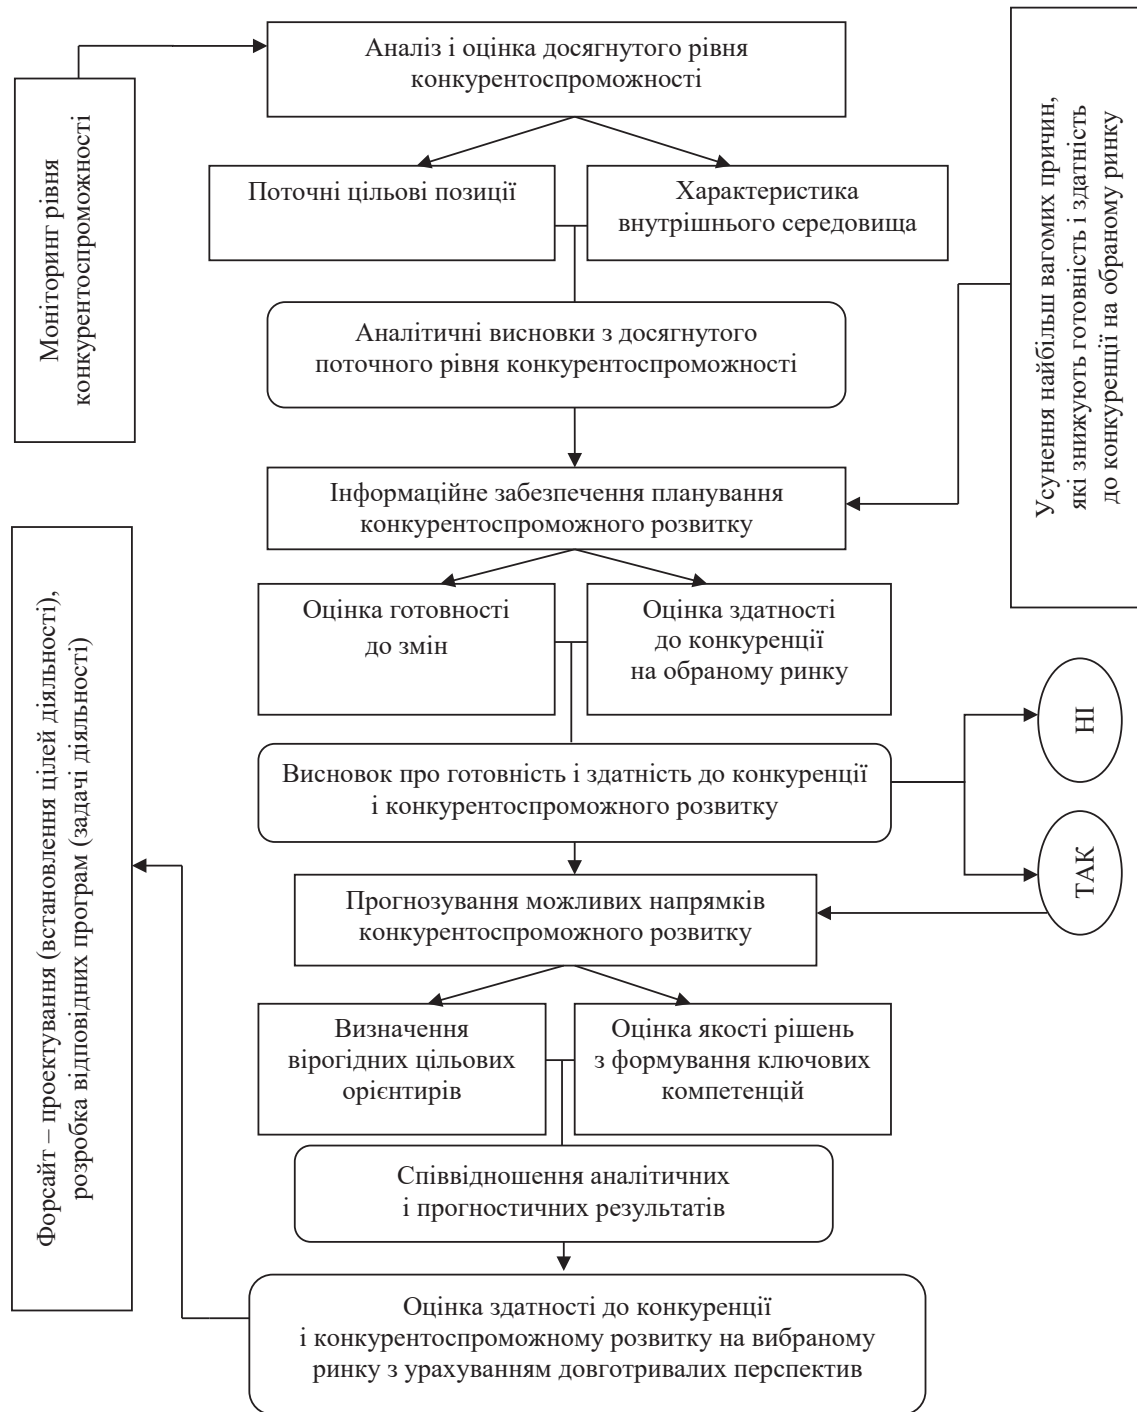 Аналіз і оцінка досягнутого рівня
конкурентоспроможності
Моніторинг рівня
конкурентоспроможності
Усунення найбільш вагомих причин,
які знижують готовність і здатність
до конкуренції на обраному ринку
Поточні цільові позиції
Характеристика
внутрішнього середовища
Аналітичні висновки з досягнутого
поточного рівня конкурентоспроможності
Інформаційне забезпечення планування
конкурентоспроможного розвитку
Оцінка готовності
до змін
Оцінка здатності
до конкуренції
на обраному ринку
Форсайт – проектування (встановлення цілей діяльності),
розробка відповідних програм (задачі діяльності)
НІ
Висновок про готовність і здатність до конкуренції
і конкурентоспроможного розвитку
ТАК
Прогнозування можливих напрямків
конкурентоспроможного розвитку
Визначення
вірогідних цільових
орієнтирів
Оцінка якості рішень
з формування ключових
компетенцій
Співвідношення аналітичних
і прогностичних результатів
Оцінка здатності до конкуренції
і конкурентоспроможному розвитку на вибраному
ринку з урахуванням довготривалих перспектив